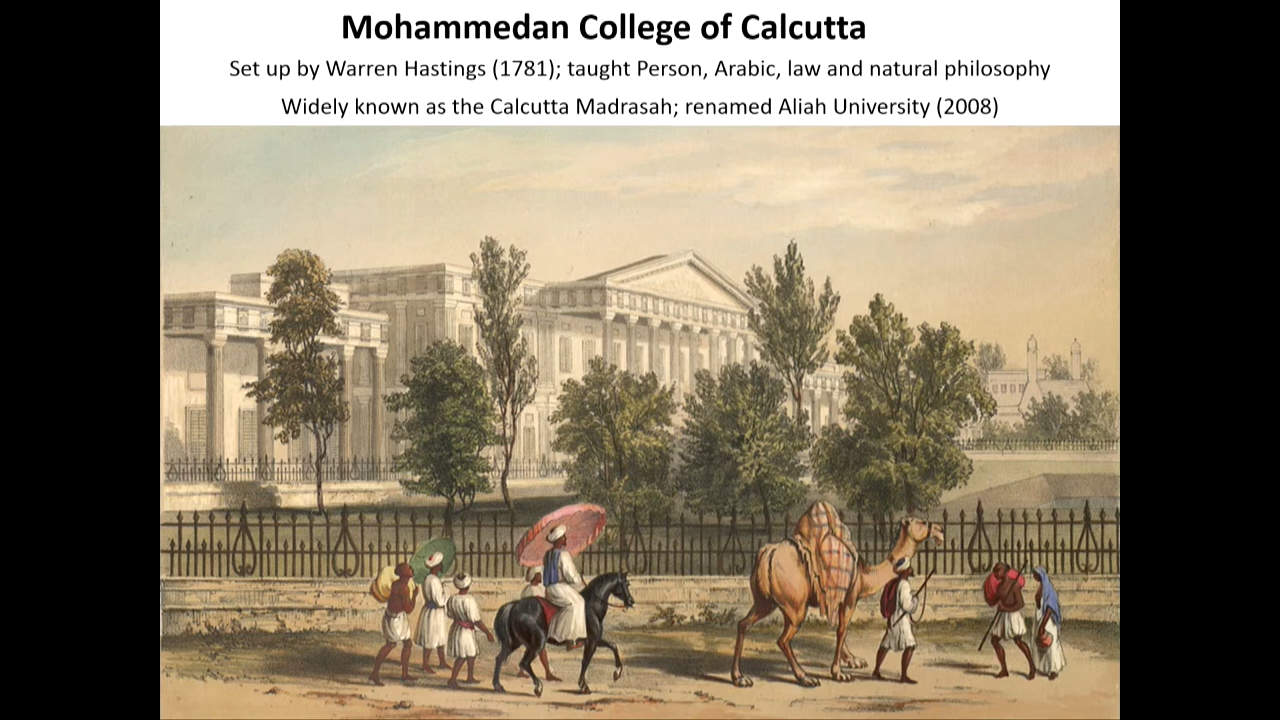 Mohammedan College of Calcutta
Set up by Warren Hastings (1781); taught Person, Arabic, law and natural philosophy
Widely known as the Calcutta Madrasah; renamed Aliah University (2008)